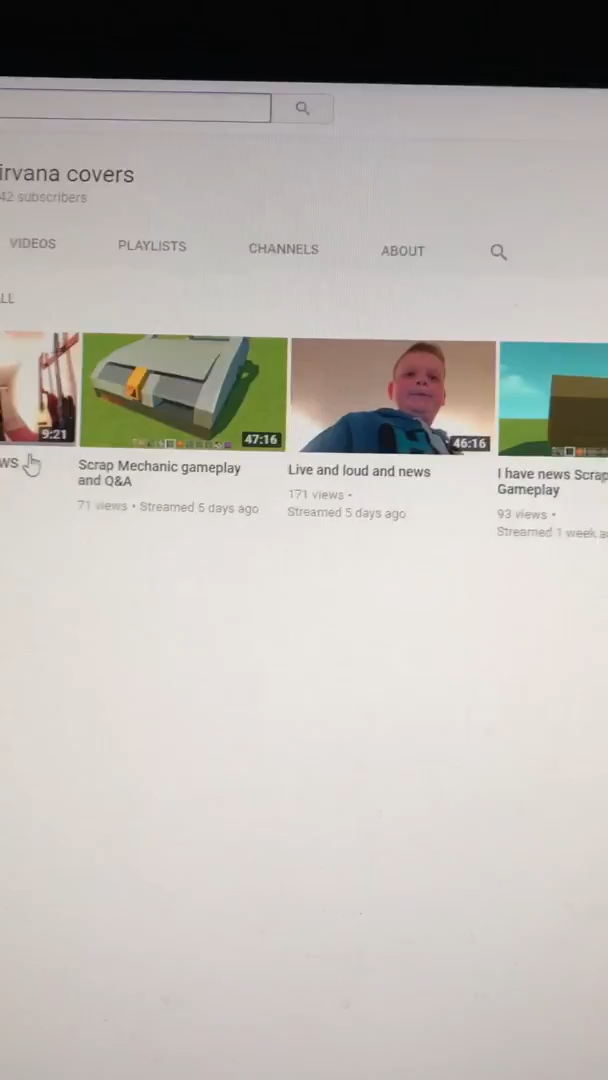 irvana covers
42 subscribers
VIDEOS
PLAYLISTS
CHANNELS
ABOUT
LL
9:21
47:16
46:16
ws
Scrap Mechanic gameplay
and Q&A
71 views • Streamed 5 days ago
Live and loud and news
171 views •
Streamed 5 days ago
I have news Scrap
Gameplay
93 views •
Streamed 1 week a